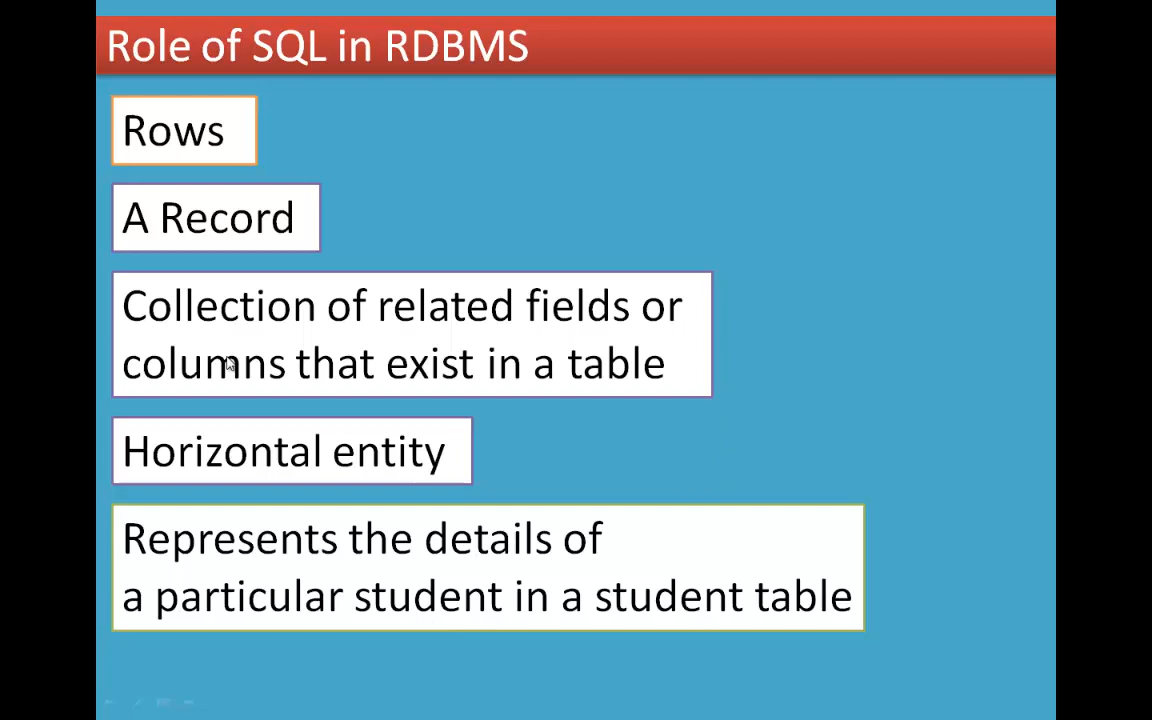 Role of SQL in RDBMS
Rows
A Record
Collection of related fields or
columns that exist in a table
Horizontal entity
Represents the details of
a particular student in a student table